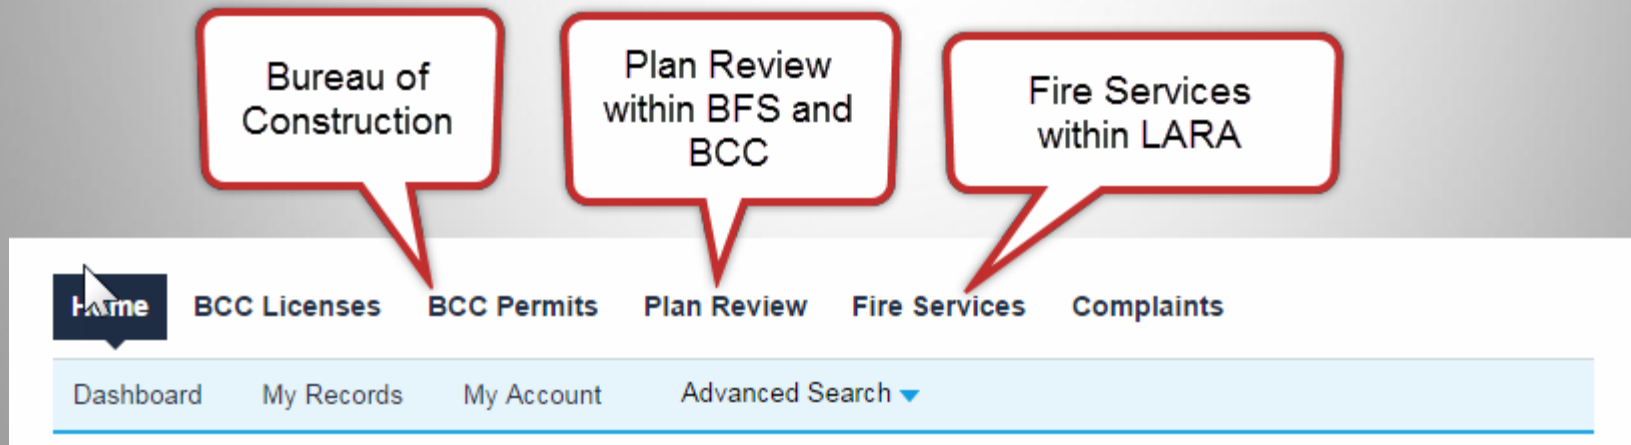 Bureau of
Construction
Plan Review
within BFS and
BCC
Fire Services
within LARA
Home BCC Licenses BCC Permits Plan Review Fire Services Complaints
Dashboard My Records My Account Advanced Search